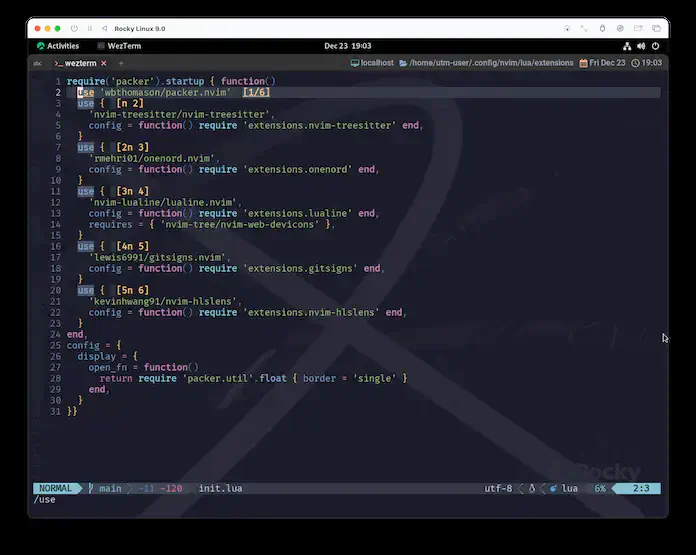 Rocky Linux 9.0
Activities WezTerm Dec 23 19:03
wezterm × + localhost /home/utm-user/.config/nvim/lua/extensions Fri Dec 23 19:03
1 require('packer').startup { function()
2 use 'wbthomason/packer.nvim' [1/6]
3 use { [n 2]
4 'nvim-treesitter/nvim-treesitter',
5 config = function() require 'extensions.nvim-treesitter' end,
6 }
7 use { [2n 3]
8 'rmehri01/onenord.nvim',
9 config = function() require 'extensions.onenord' end,
10 }
11 use { [3n 4]
12 'nvim-lualine/lualine.nvim',
13 config = function() require 'extensions.lualine' end,
14 requires = { 'nvim-tree/nvim-web-devicons' },
15 }
16 use { [4n 5]
17 'lewis6991/gitsigns.nvim',
18 config = function() require 'extensions.gitsigns' end,
19 }
20 use { [5n 6]
21 'kevinhwang91/nvim-hlslens',
22 config = function() require 'extensions.nvim-hlslens' end,
23 }
24 end,
25 config = {
26 display = {
27 open_fn = function()
28 return require 'packer.util'.float { border = 'single' }
29 end,
30 }
31 }}
Rocky
NORMAL main ~11 -120 init.lua utf-8 lua 6% 2:3
/use